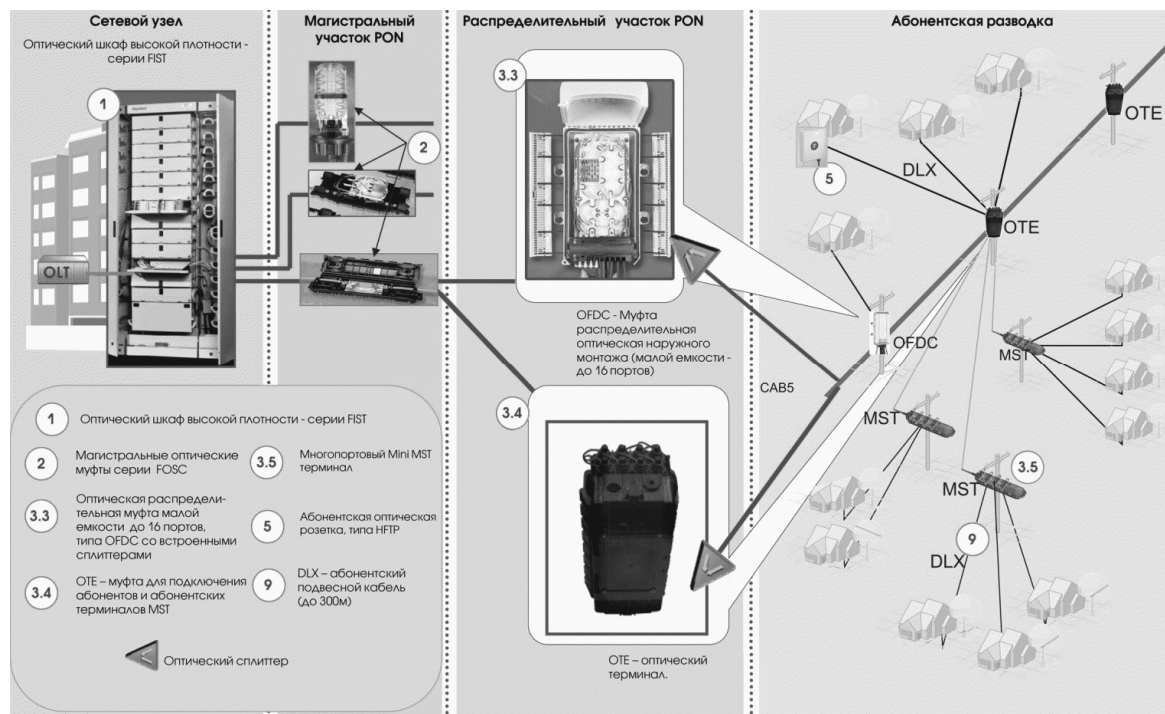 Сетевой узел
Оптический шкаф высокой плотности -
серии FIST
1
OLT
Магистральный
участок PON
2
Распределительный участок PON
3.3
OFDC - Муфта
распределительная
оптическая наружного
монтажа (малой емкости -
до 16 портов)
3.4
OTE – оптический
терминал.
Абонентская разводка
OTE
DLX
5
OTE
OFDC
MST
CAB5
MST
3.5
MST
9
DLX
1
Оптический шкаф высокой плотности - серии FIST
2
Магистральные оптические
муфты серии FOSC
3.3
Оптическая распредели-
тельная муфта малой
емкости до 16 портов,
типа OFDC со встроенными
сплиттерами
3.4
OTE – муфта для подключения
абонентов и абонентских
терминалов MST
3.5
Многопортовый Mini MST
терминал
5
Абонентская оптическая
розетка, типа HFTP
9
DLX – абонентский
подвесной кабель
(до 300м)
Оптический сплиттер